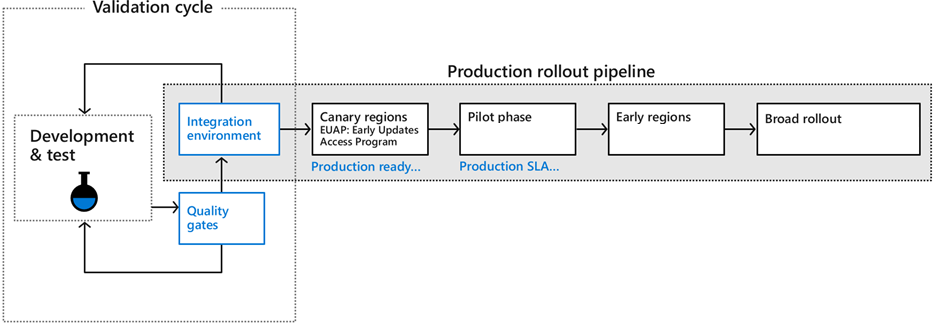 Validation cycle
Production rollout pipeline
Integration
environment
Canary regions
EUAP: Early Updates
Access Program
Pilot phase
Early regions
Broad rollout
Production ready...
Production SLA...
Development
& test
Quality
gates